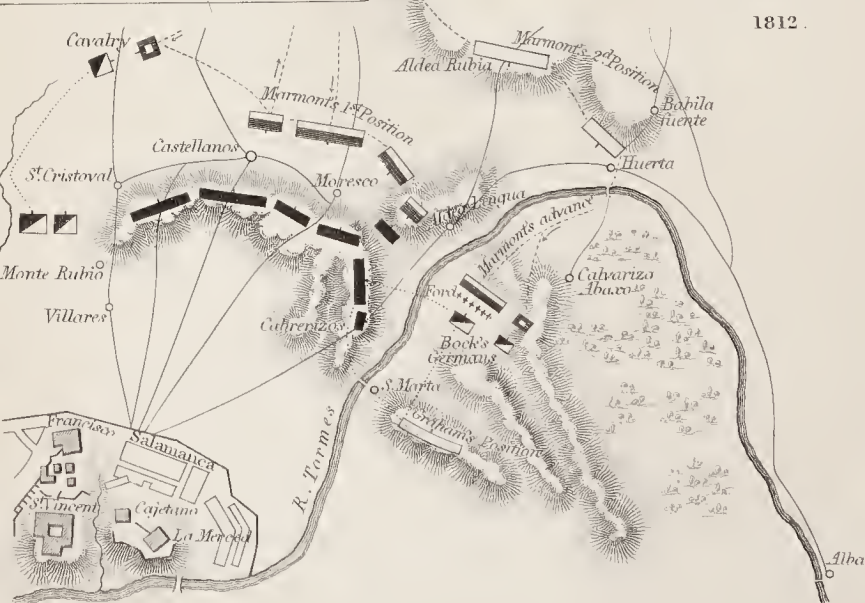 1812.
Cavalry
Marmont's 2d. Position
Aldea Rubia
Marmont's 1st. Position
Babila
fuente
Castellanos
Huerta
St. Cristoval
Moresco
Aldea Lengua
Marmont's advance
Monte Rubio
Calvariza
Abaxo
Ford
Villares
Cabrerizos
Bock's
Germans
S. Marta
Graham's Position
R. Tormes
Francisco
Salamanca
St. Vincent
Cajetano
La Merced
Alba